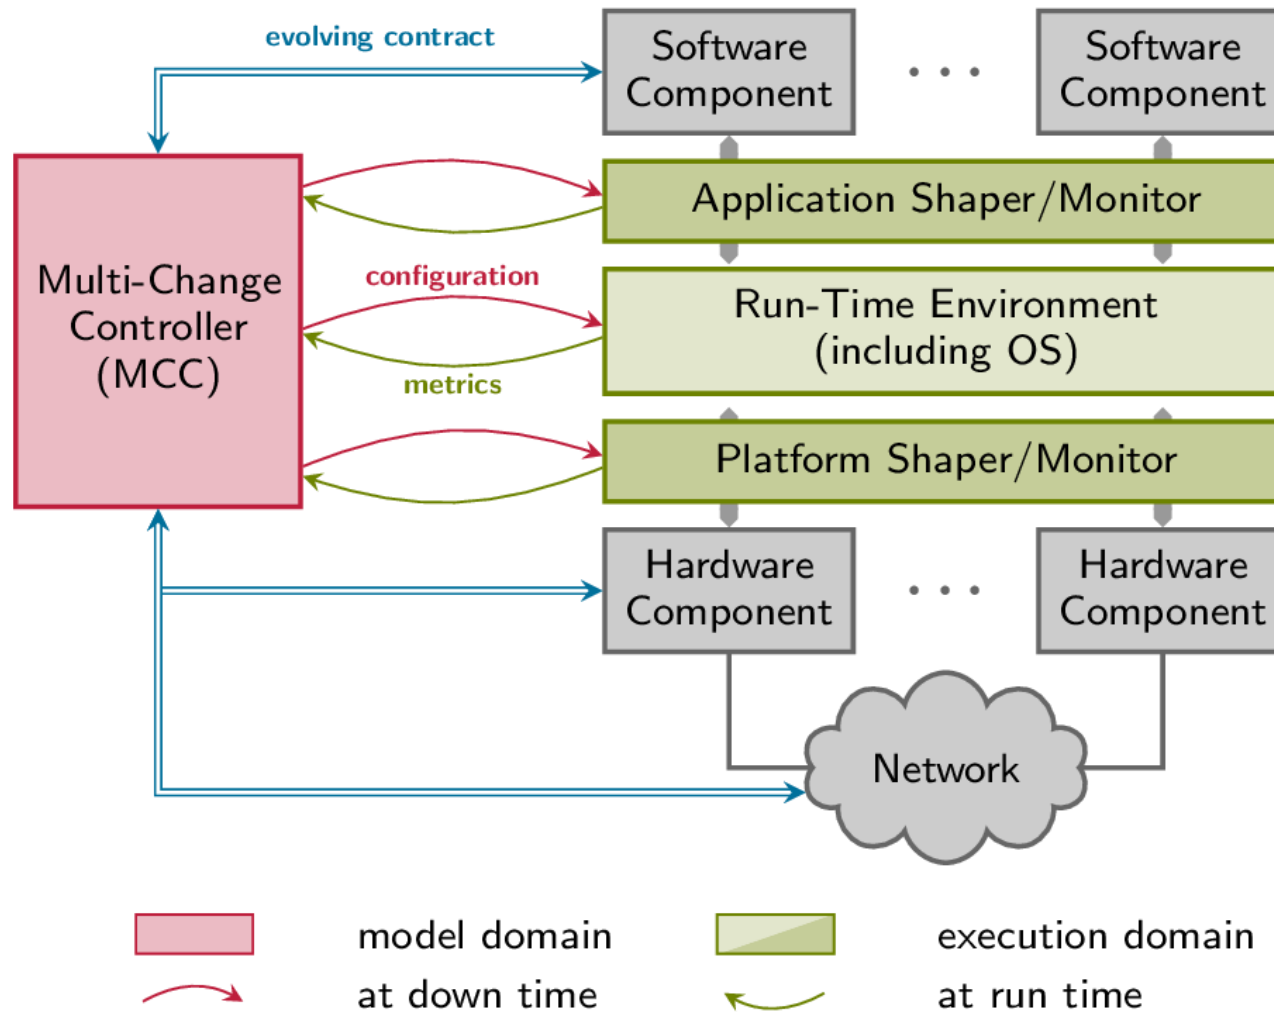 evolving contract
Software
Component
Software
Component
Application Shaper/Monitor
Multi-Change
Controller
(MCC)
configuration
metrics
Run-Time Environment
(including OS)
Platform Shaper/Monitor
Hardware
Component
Hardware
Component
Network
model domain
execution domain
at down time
at run time